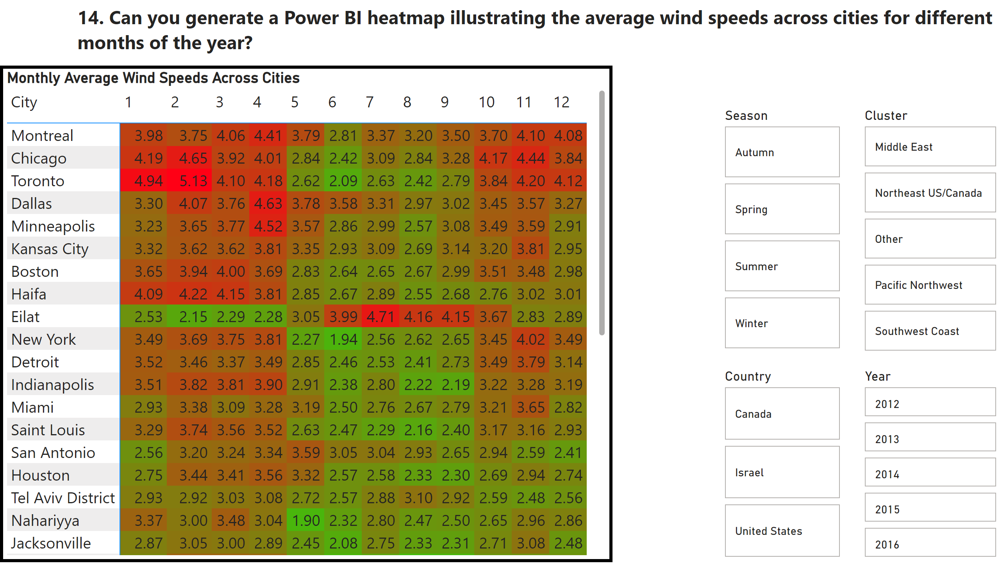 14. Can you generate a Power BI heatmap illustrating the average wind speeds across cities for different
months of the year?
Monthly Average Wind Speeds Across Cities
City 1 2 3 4 5 6 7 8 9 10 11 12
Montreal 3.98 3.75 4.06 4.41 3.79 2.81 3.37 3.20 3.50 3.70 4.10 4.08
Chicago 4.19 4.65 3.92 4.01 2.84 2.42 3.09 2.84 3.28 4.17 4.44 3.84
Toronto 4.94 5.13 4.10 4.18 2.62 2.09 2.63 2.42 2.79 3.84 4.20 4.12
Dallas 3.30 4.07 3.76 4.63 3.78 3.58 3.31 2.97 3.02 3.45 3.57 3.27
Minneapolis 3.23 3.65 3.77 4.52 3.57 2.86 2.99 2.57 3.08 3.49 3.59 2.91
Kansas City 3.32 3.62 3.62 3.81 3.35 2.93 3.09 2.69 3.14 3.20 3.81 2.95
Boston 3.65 3.94 4.00 3.69 2.83 2.64 2.65 2.67 2.99 3.51 3.48 2.98
Haifa 4.09 4.22 4.15 3.81 2.85 2.67 2.89 2.55 2.68 2.76 3.02 3.01
Eilat 2.53 2.15 2.29 2.28 3.05 3.99 4.71 4.16 4.15 3.67 2.83 2.89
New York 3.49 3.69 3.75 3.81 2.27 1.94 2.56 2.62 2.65 3.45 4.02 3.49
Detroit 3.52 3.46 3.37 3.49 2.85 2.46 2.53 2.41 2.73 3.49 3.79 3.14
Indianapolis 3.51 3.82 3.81 3.90 2.91 2.38 2.80 2.22 2.19 3.22 3.28 3.19
Miami 2.93 3.38 3.09 3.28 3.19 2.50 2.76 2.67 2.79 3.21 3.65 2.82
Saint Louis 3.29 3.74 3.56 3.52 2.63 2.47 2.29 2.16 2.40 3.17 3.16 2.93
San Antonio 2.56 3.20 3.24 3.34 3.59 3.05 3.04 2.93 2.65 2.94 2.59 2.41
Houston 2.75 3.44 3.41 3.56 3.32 2.57 2.58 2.33 2.30 2.69 2.94 2.74
Tel Aviv District 2.93 2.92 3.03 3.08 2.72 2.57 2.88 3.10 2.92 2.59 2.48 2.56
Nahariyya 3.37 3.00 3.48 3.04 1.90 2.32 2.80 2.47 2.50 2.65 2.96 2.86
Jacksonville 2.87 3.05 3.00 2.89 2.45 2.08 2.75 2.33 2.31 2.71 3.08 2.48
Season
Autumn
Spring
Summer
Winter
Cluster
Middle East
Northeast US/Canada
Other
Pacific Northwest
Southwest Coast
Country
Canada
Israel
United States
Year
2012
2013
2014
2015
2016